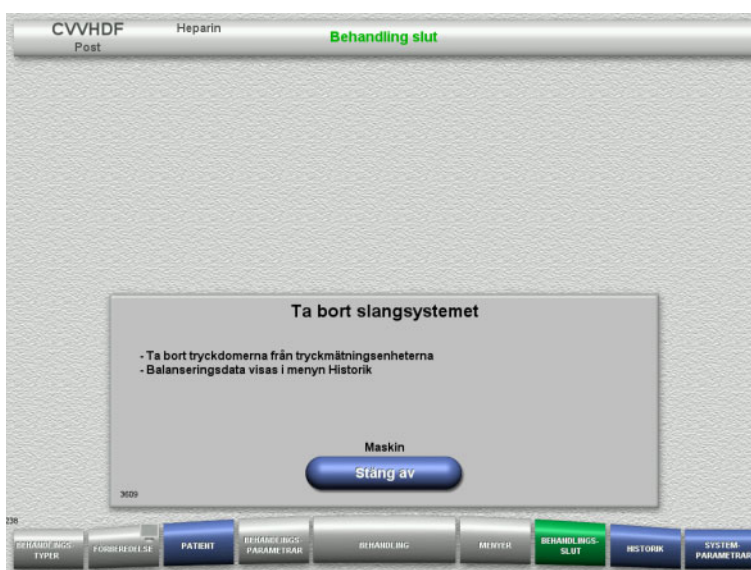 CVVHDF
Post
Heparin
Behandling slut
Ta bort slangsystemet
- Ta bort tryckdomerna från tryckmätningsenheterna
- Balanseringsdata visas i menyn Historik
Maskin
Stäng av
3609
238
BEHANDLINGS-
TYPER
FÖRBEREDELSE
PATIENT
BEHANDLINGS-
PARAMETRAR
BEHANDLING
MENYER
BEHANDLINGS-
SLUT
HISTORIK
SYSTEM-
PARAMETRAR